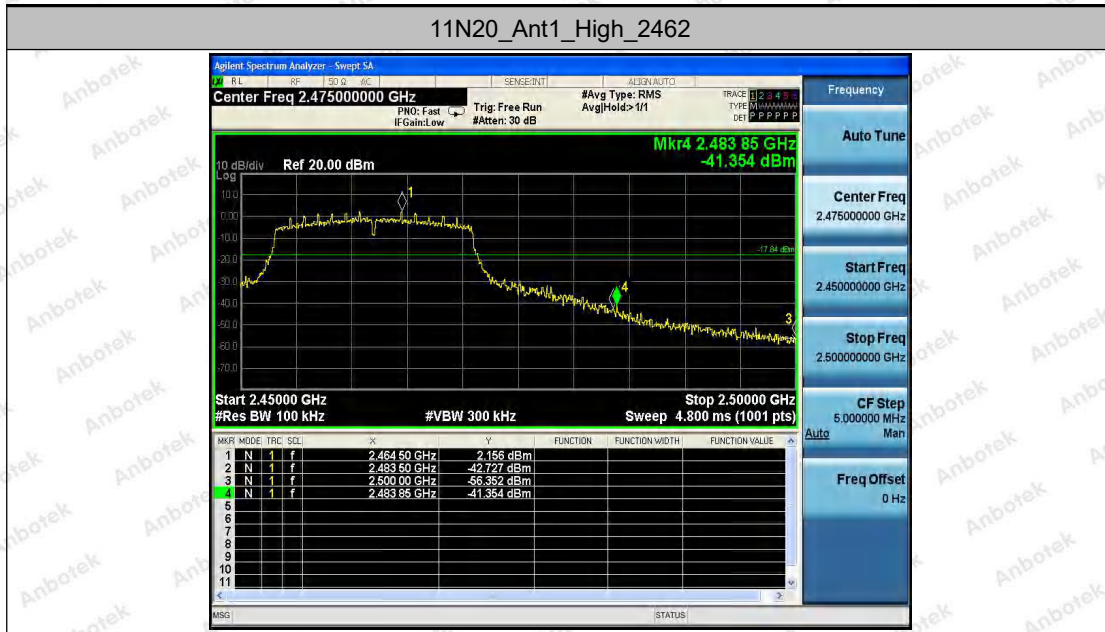 11N20_Ant1_High_2462
Agilent Spectrum Analyzer - Swept SA
RL RF 50 Ω AC SENSE:INT ALIGN AUTO
Center Freq 2.475000000 GHz
PNO: Fast
IFGain:Low
Trig: Free Run
#Atten: 30 dB
#Avg Type: RMS
Avg|Hold:>1/1
TRACE 1 2 3 4 5 6
TYPE M
DET P P P P P P
Mkr4 2.483 85 GHz
-41.354 dBm
10 dB/div Ref 20.00 dBm
Log
10.0
0.00
-10.0
-20.0
-30.0
-40.0
-50.0
-60.0
-70.0
1
-17.84 dBm
4
3
Start 2.45000 GHz Stop 2.50000 GHz
#Res BW 100 kHz #VBW 300 kHz Sweep 4.800 ms (1001 pts)
MKR MODE TRC SCL X Y FUNCTION FUNCTION WIDTH FUNCTION VALUE
1 N 1 f 2.464 50 GHz 2.156 dBm
2 N 1 f 2.483 50 GHz -42.727 dBm
3 N 1 f 2.500 00 GHz -56.352 dBm
4 N 1 f 2.483 85 GHz -41.354 dBm
5
6
7
8
9
10
11
MSG STATUS
Frequency
Auto Tune
Center Freq
2.475000000 GHz
Start Freq
2.450000000 GHz
Stop Freq
2.500000000 GHz
CF Step
5.000000 MHz
Auto Man
Freq Offset
0 Hz
Anbotek